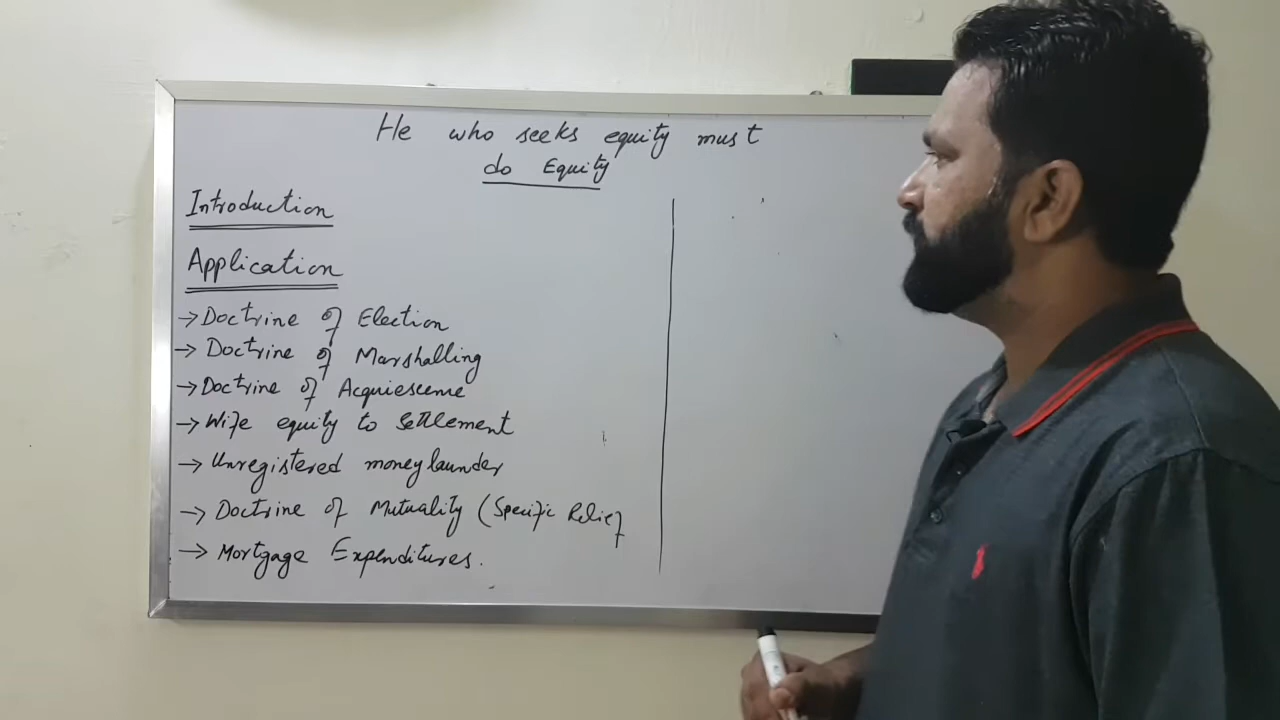 He who seeks equity must
do Equity
Introduction
Application
→ Doctrine of Election
→ Doctrine of Marshalling
→ Doctrine of Acquiescence
→ Wife equity to Settlement
→ Unregistered money launder
→ Doctrine of Mutuality (Specific Relief
→ Mortgage Expenditures.